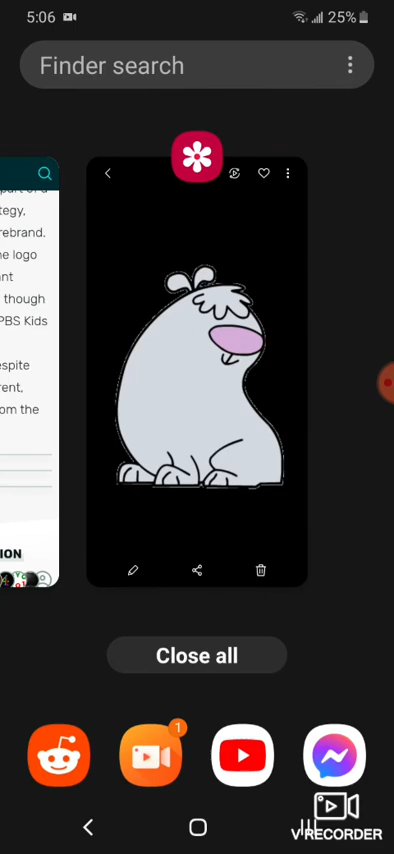 5:06
25%
Finder search
part of a
tegy,
rebrand.
he logo
ant
though
PBS Kids
espite
rent,
om the
ION
Close all
1
V RECORDER